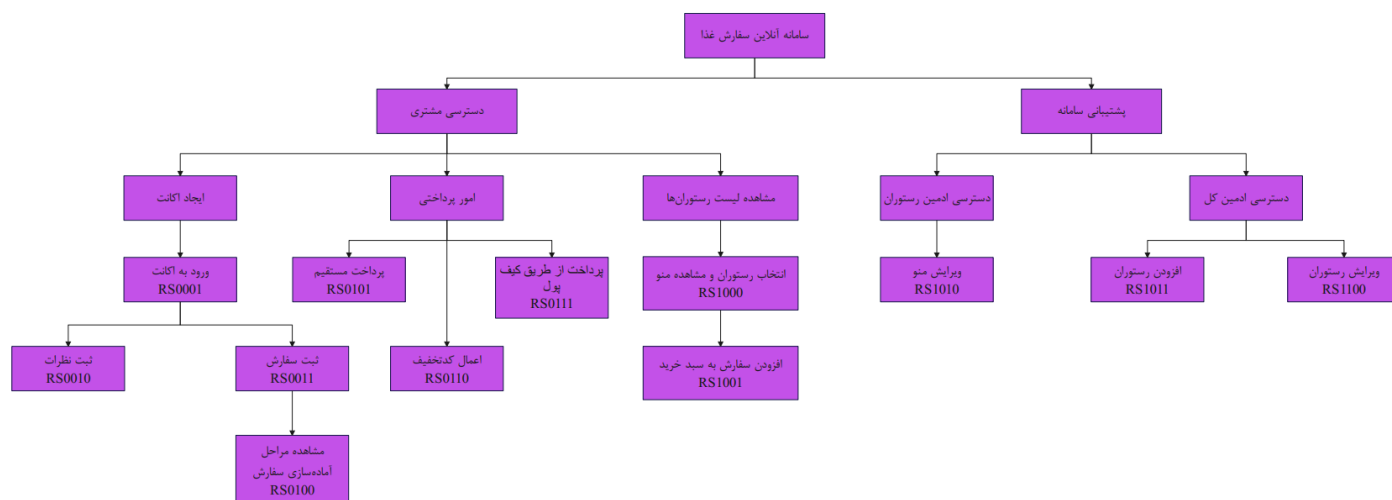 سامانه آنلاین سفارش غذا
پشتیبانی سامانه
دسترسی مشتری
دسترسی ادمین کل
دسترسی ادمین رستوران
مشاهده لیست رستوران‌ها
امور پرداختی
ایجاد اکانت
ویرایش رستوران
RS1100
افزودن رستوران
RS1011
ویرایش منو
RS1010
انتخاب رستوران و مشاهده منو
RS1000
پرداخت از طریق کیف
پول
RS0111
پرداخت مستقیم
RS0101
ورود به اکانت
RS0001
افزودن سفارش به سبد خرید
RS1001
اعمال کدتخفیف
RS0110
ثبت سفارش
RS0011
ثبت نظرات
RS0010
مشاهده مراحل
آماده‌سازی سفارش
RS0100